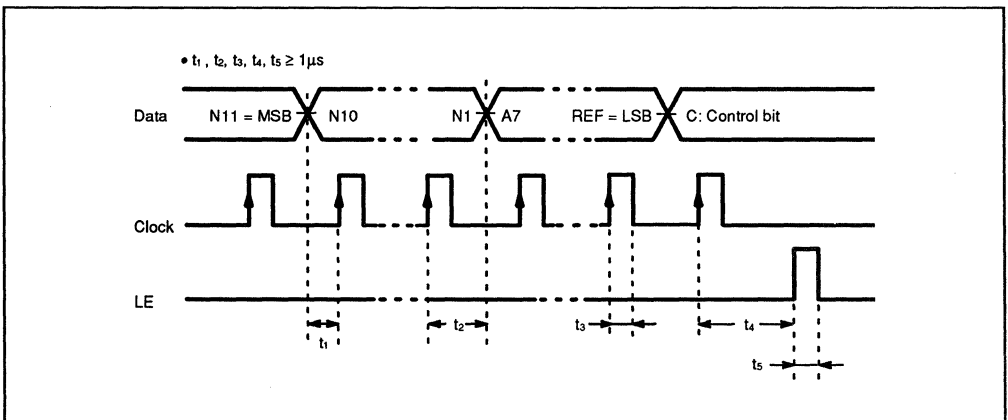 • t₁ , t₂, t₃, t₄, t₅ ≥ 1µs
Data N11 = MSB N10 N1 A7 REF = LSB C: Control bit
Clock
LE
t₁ t₂ t₃ t₄
t₅